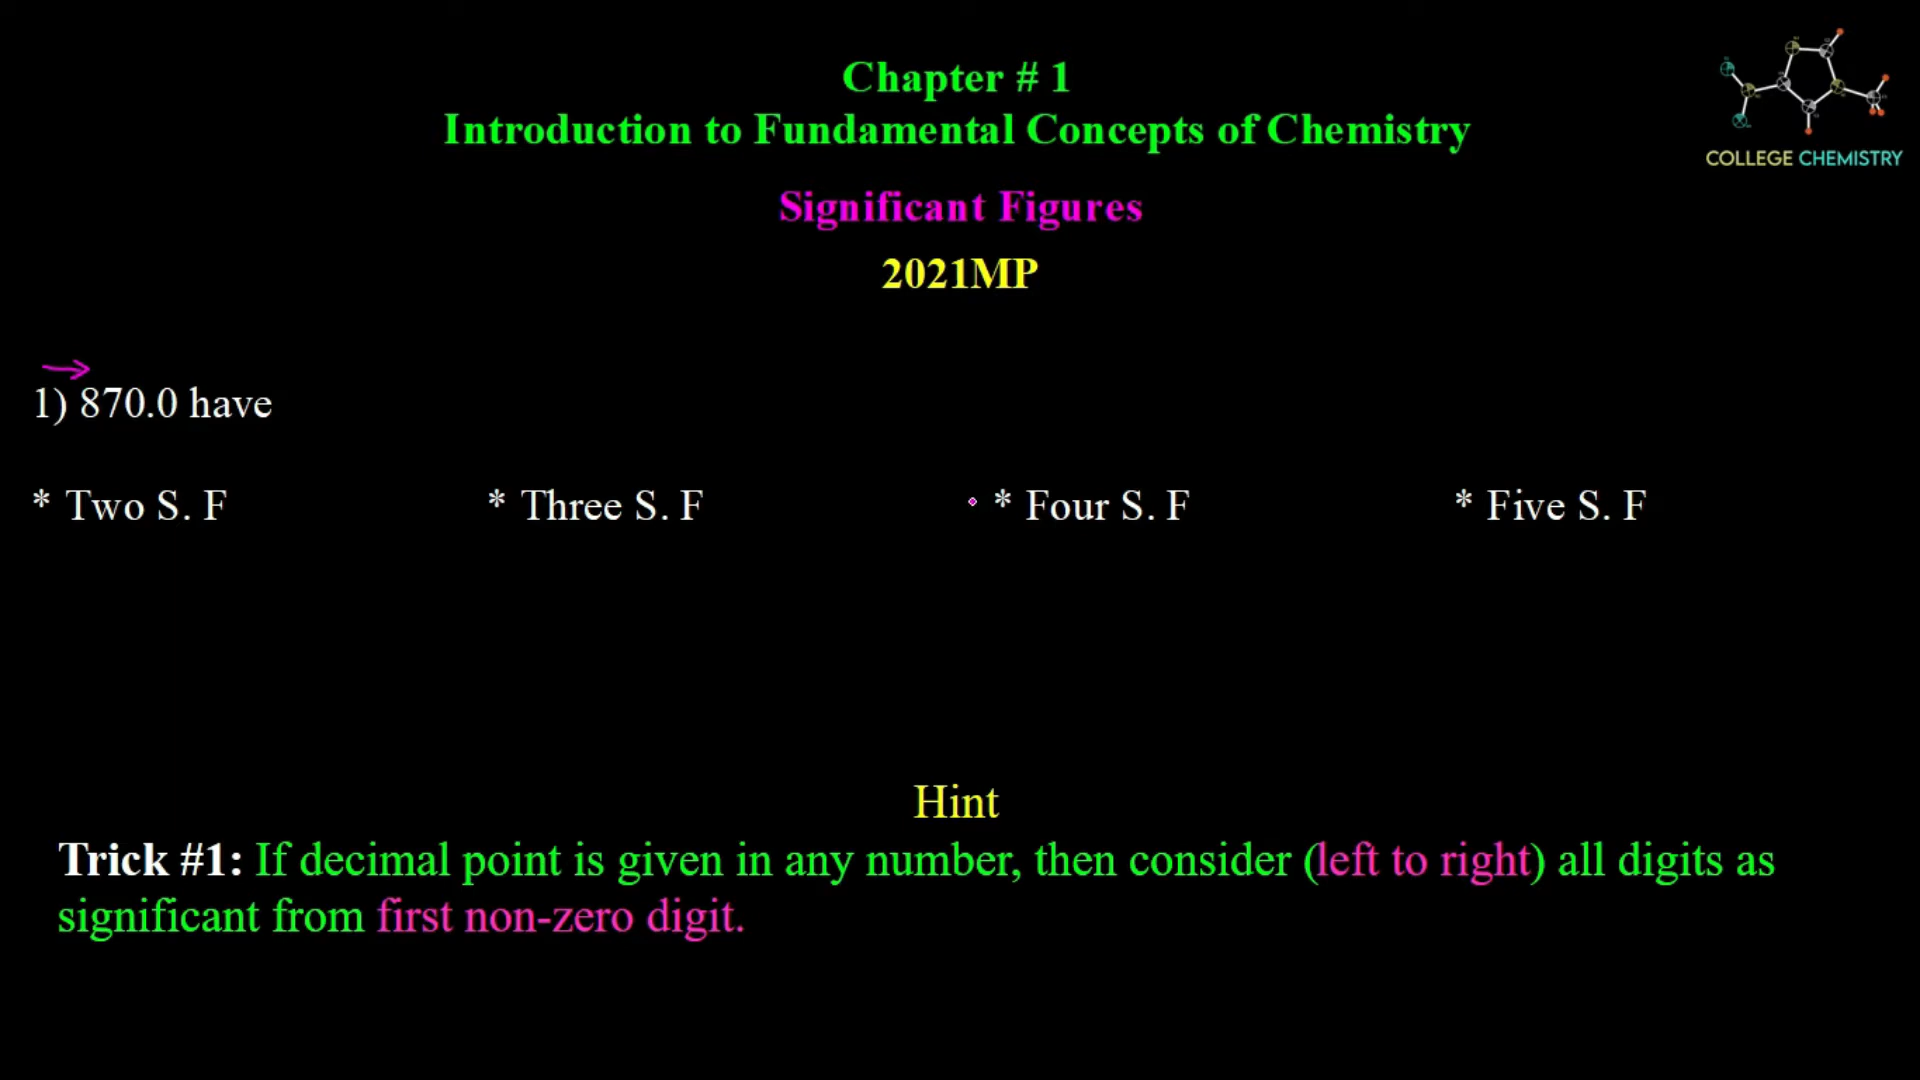 Chapter # 1
Introduction to Fundamental Concepts of Chemistry
COLLEGE CHEMISTRY
Significant Figures
2021MP
1) 870.0 have
* Two S. F * Three S. F * Four S. F * Five S. F
Hint
Trick #1: If decimal point is given in any number, then consider (left to right) all digits as
significant from first non-zero digit.